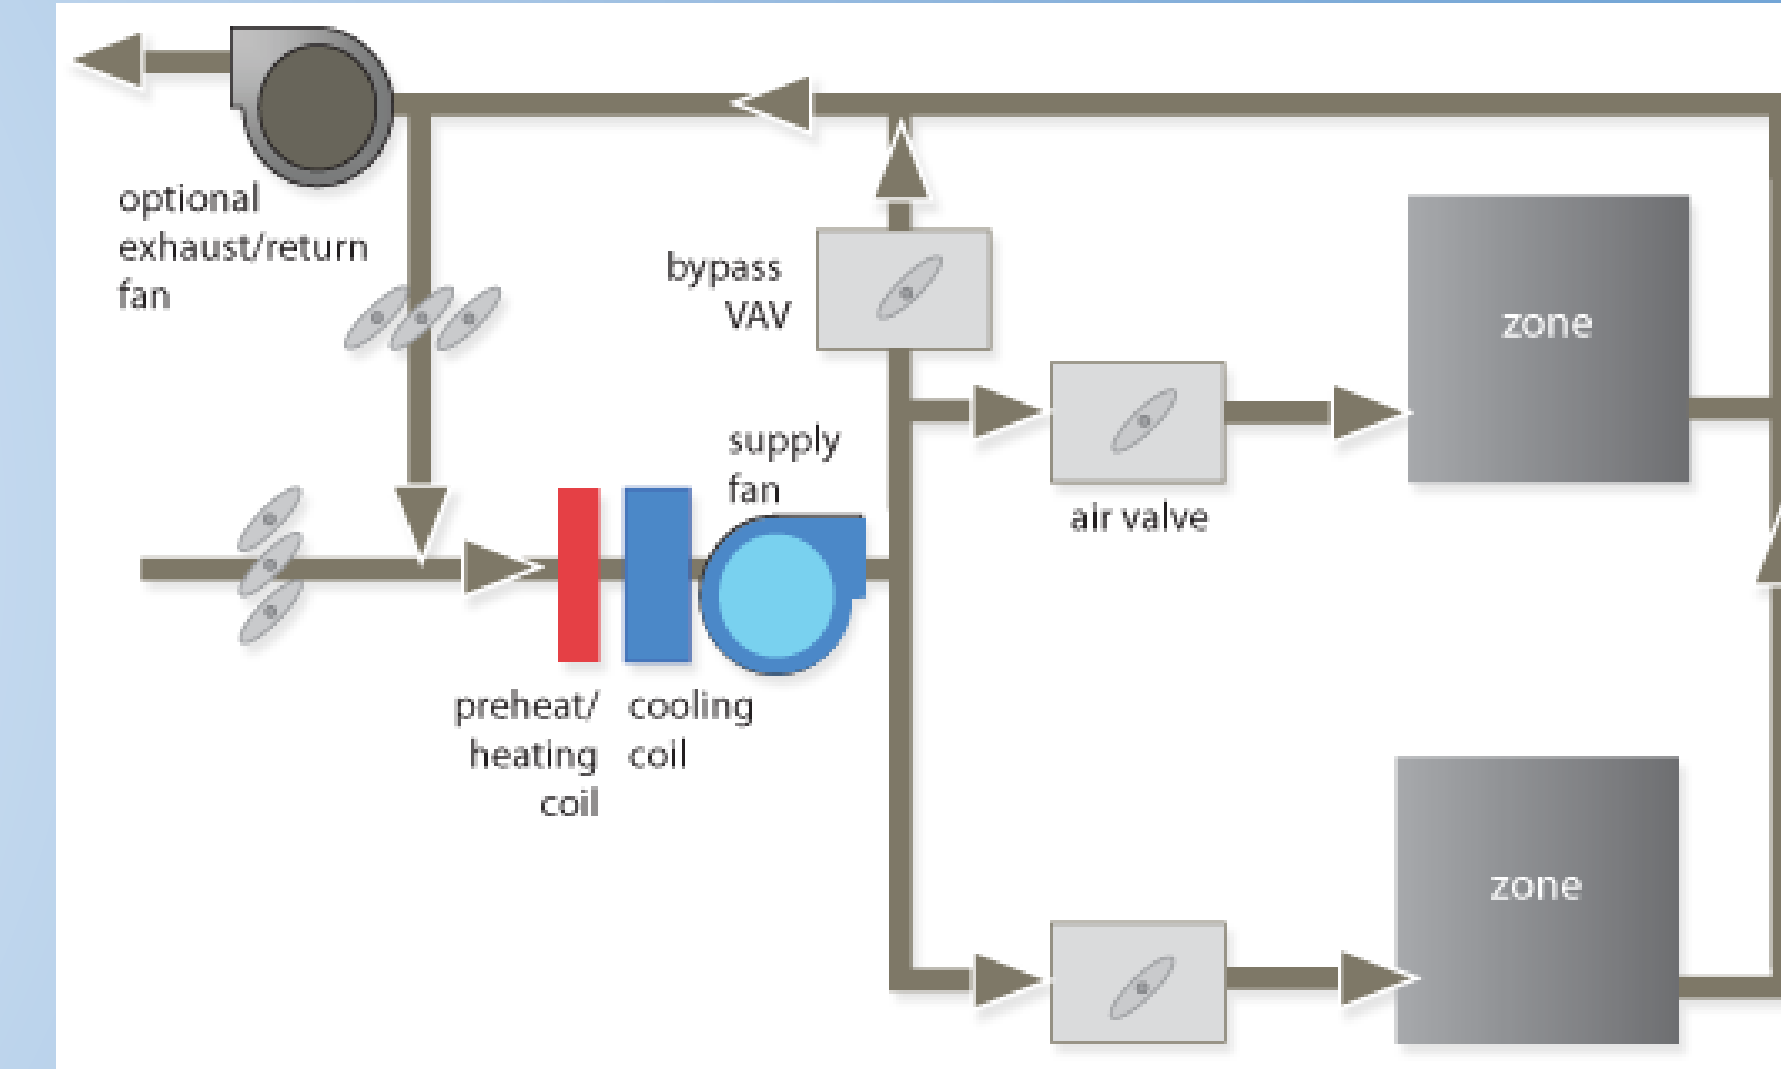 optional
exhaust/return
fan
bypass
VAV
zone
supply
fan
air valve
preheat/
heating
coil
cooling
coil
zone